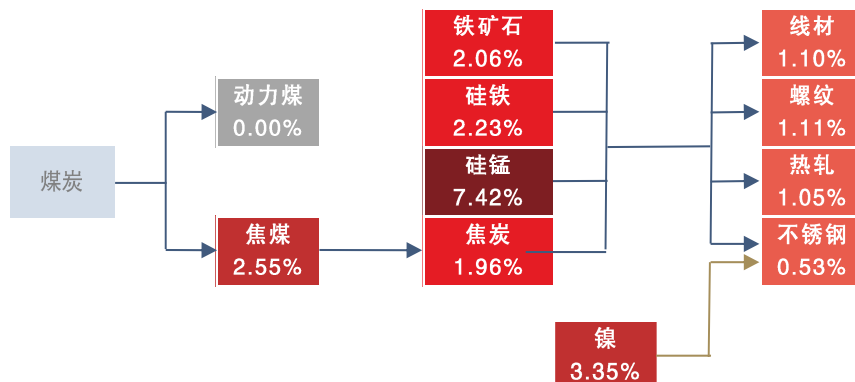 煤炭
动力煤
0.00%
焦煤
2.55%
铁矿石
2.06%
硅铁
2.23%
硅锰
7.42%
焦炭
1.96%
镍
3.35%
线材
1.10%
螺纹
1.11%
热轧
1.05%
不锈钢
0.53%